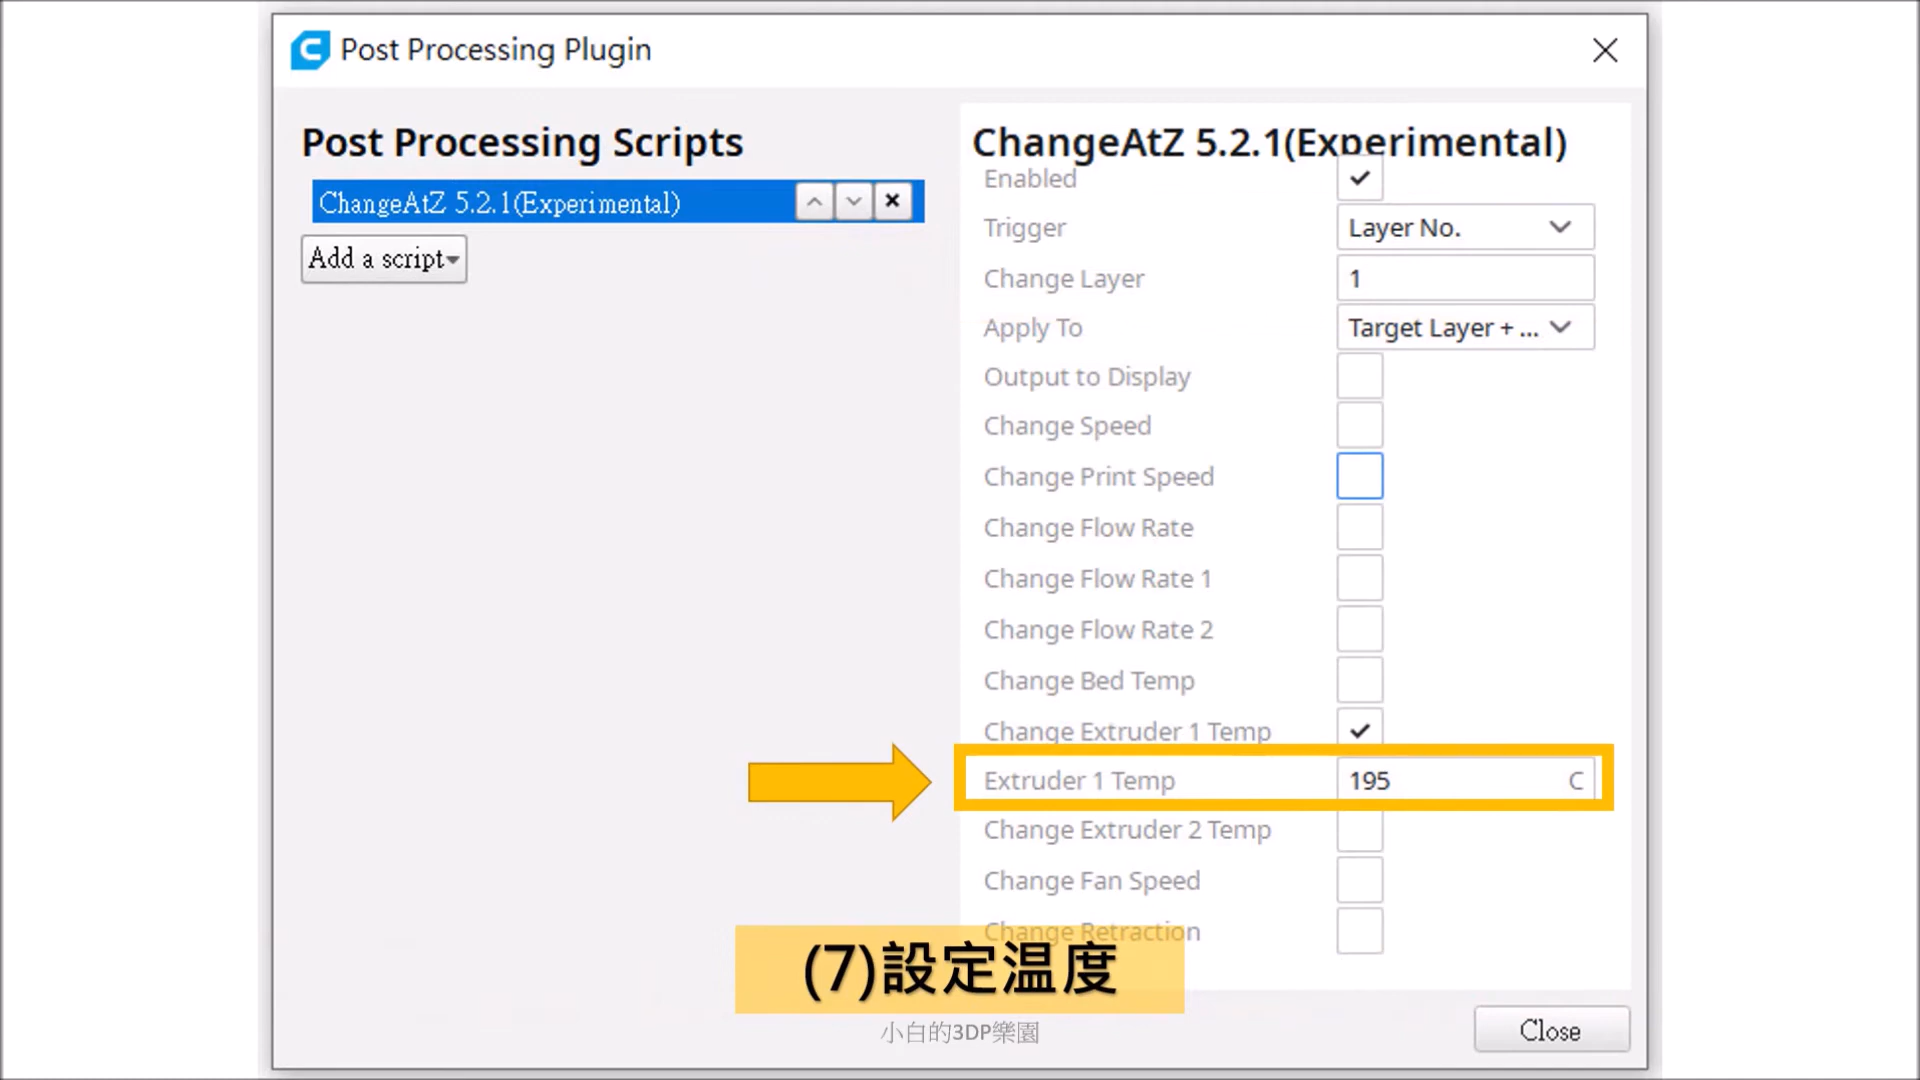 Post Processing Plugin
Post Processing Scripts
ChangeAtZ 5.2.1(Experimental)
Add a script
ChangeAtZ 5.2.1(Experimental)
Enabled
Trigger Layer No.
Change Layer 1
Apply To Target Layer + ...
Output to Display
Change Speed
Change Print Speed
Change Flow Rate
Change Flow Rate 1
Change Flow Rate 2
Change Bed Temp
Change Extruder 1 Temp
Extruder 1 Temp 195 C
Change Extruder 2 Temp
Change Fan Speed
Change Retraction
(7)設定温度
小白的3DP樂園
Close